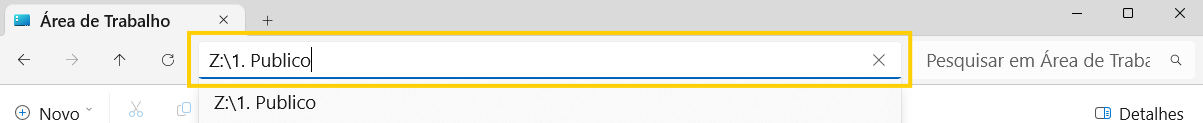 Área de Trabalho
Z:\1. Publico
Pesquisar em Área de Traba
Z:\1. Publico
Novo
Detalhes